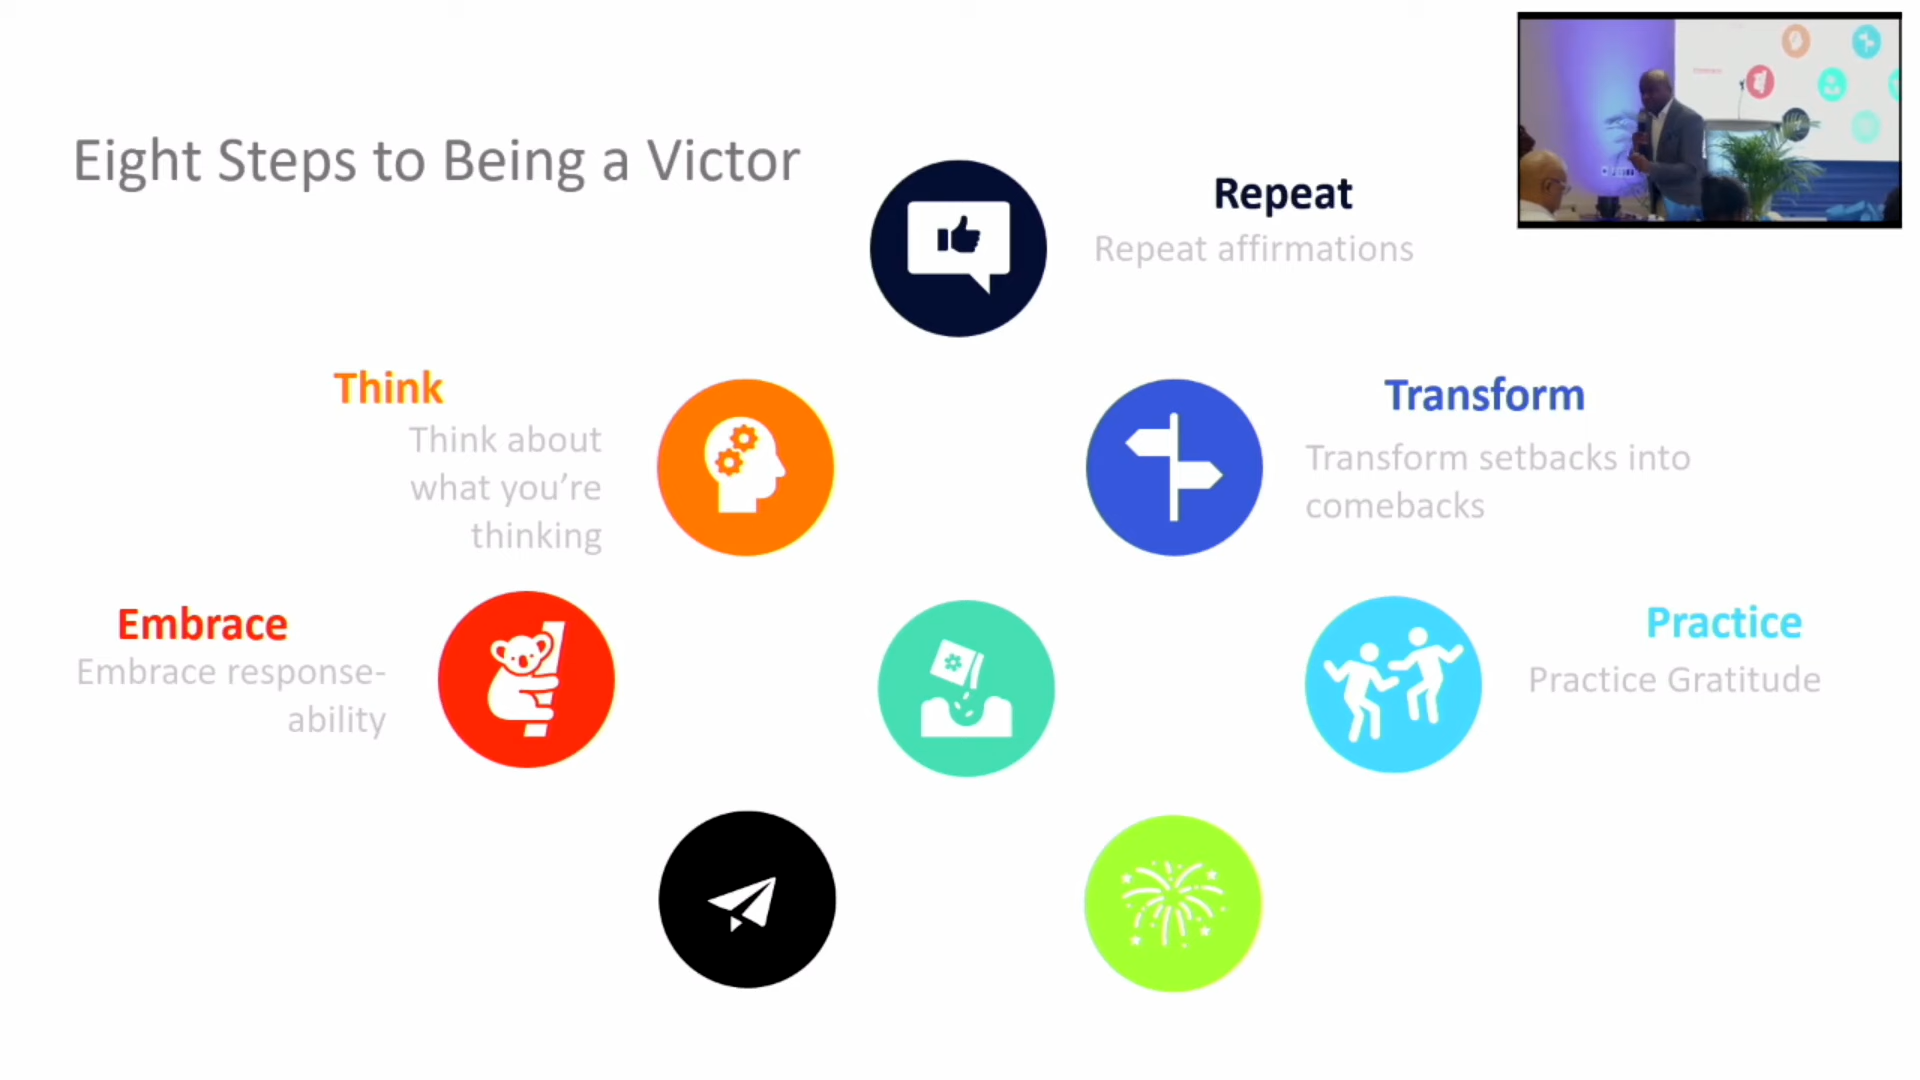 Eight Steps to Being a Victor
Repeat
Repeat affirmations
Think
Think about
what you’re
thinking
Transform
Transform setbacks into
comebacks
Embrace
Embrace response-
ability
Practice
Practice Gratitude